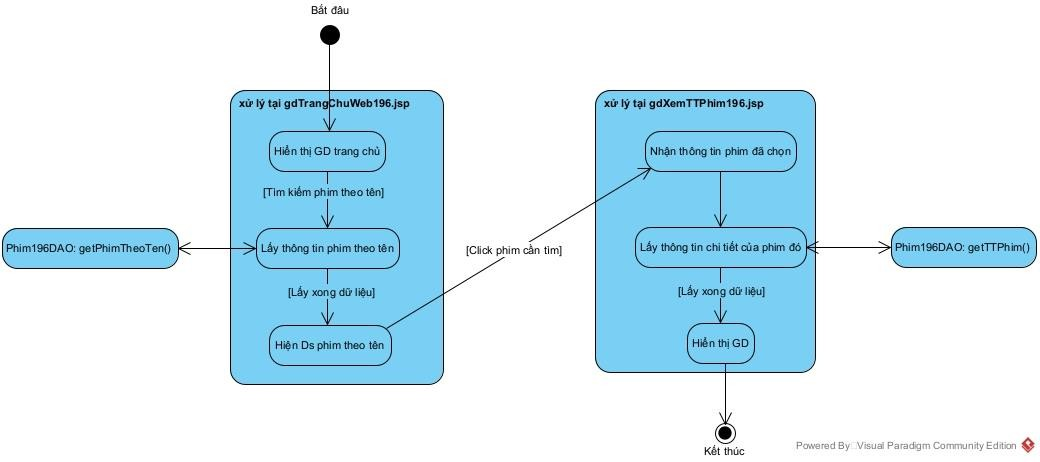 Bắt đâu
xử lý tại gdTrangChuWeb196.jsp
Hiển thị GD trang chủ
[Tìm kiếm phim theo tên]
Phim196DAO: getPhimTheoTen()
Lấy thông tin phim theo tên
[Lấy xong dữ liệu]
Hiện Ds phim theo tên
[Click phim cần tìm]
xử lý tại gdXemTTPhim196.jsp
Nhận thông tin phim đã chọn
Lấy thông tin chi tiết của phim đó
Phim196DAO: getTTPhim()
[Lấy xong dữ liệu]
Hiển thị GD
Kết thúc
Powered By Visual Paradigm Community Edition